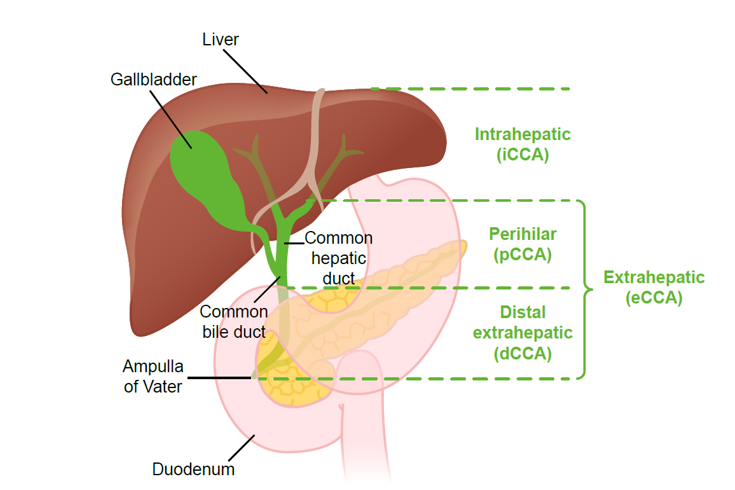 Liver
Gallbladder
Intrahepatic
(iCCA)
Perihilar
(pCCA)
Common
hepatic
duct
Extrahepatic
(eCCA)
Common
bile duct
Distal
extrahepatic
(dCCA)
Ampulla
of Vater
Duodenum